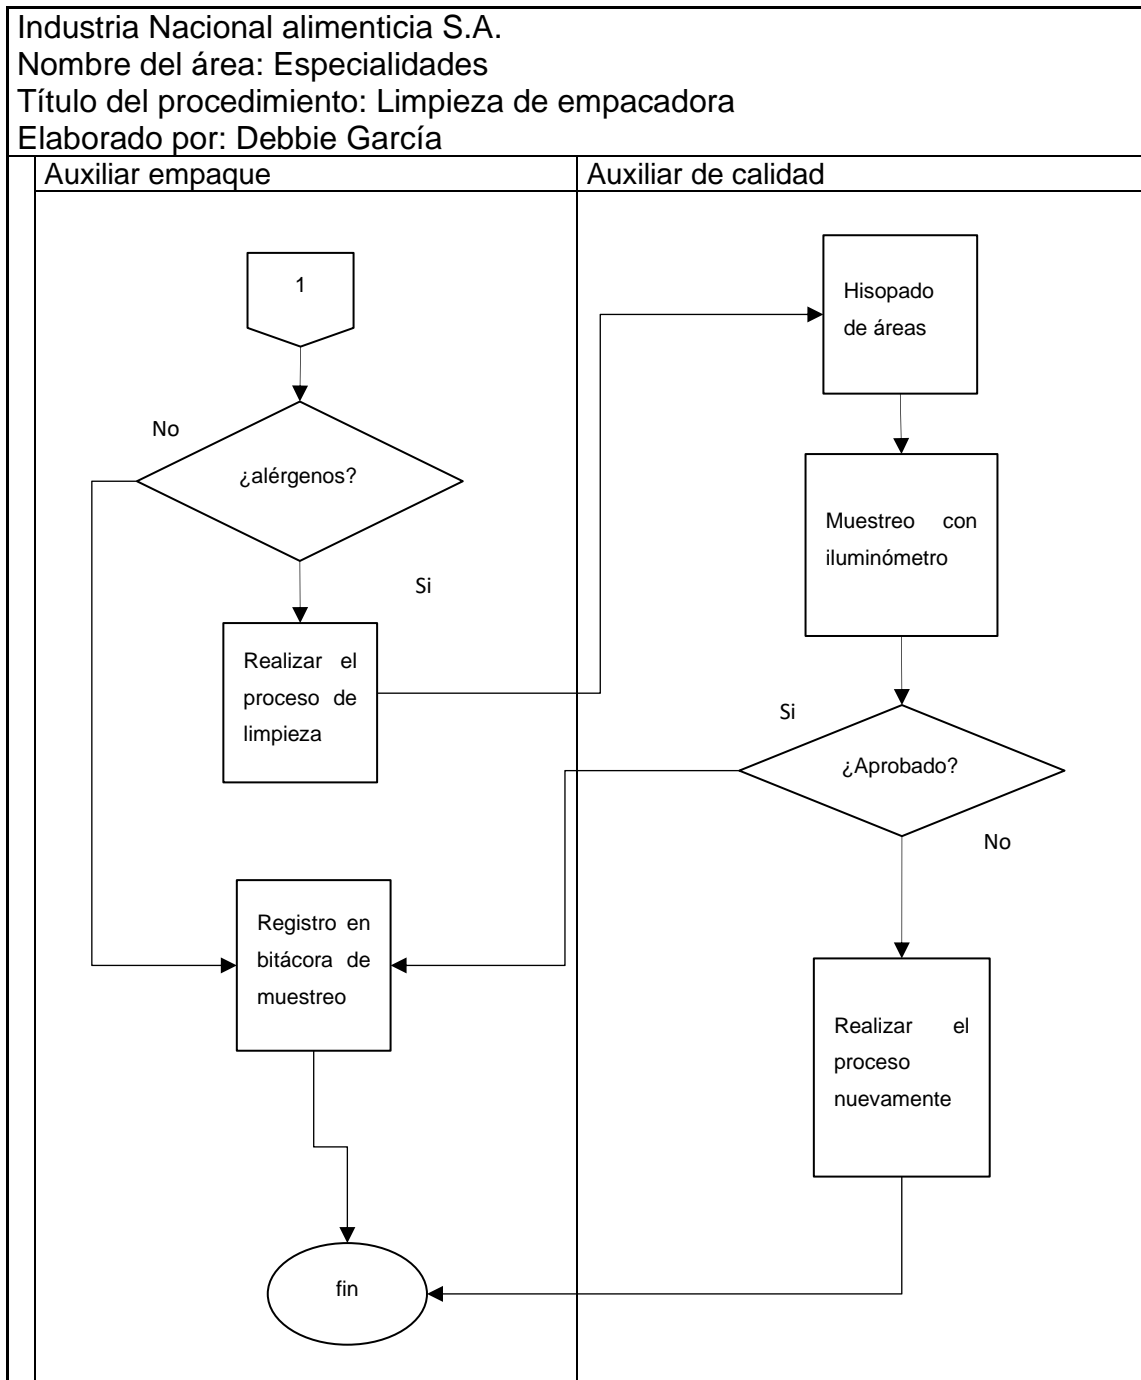 Industria Nacional alimenticia S.A.
Nombre del área: Especialidades
Título del procedimiento: Limpieza de empacadora
Elaborado por: Debbie García
Auxiliar empaque
Auxiliar de calidad
1
No
¿alérgenos?
Si
Realizar el
proceso de
limpieza
Registro en
bitácora de
muestreo
fin
Hisopado
de áreas
Muestreo con
iluminómetro
Si
¿Aprobado?
No
Realizar el
proceso
nuevamente